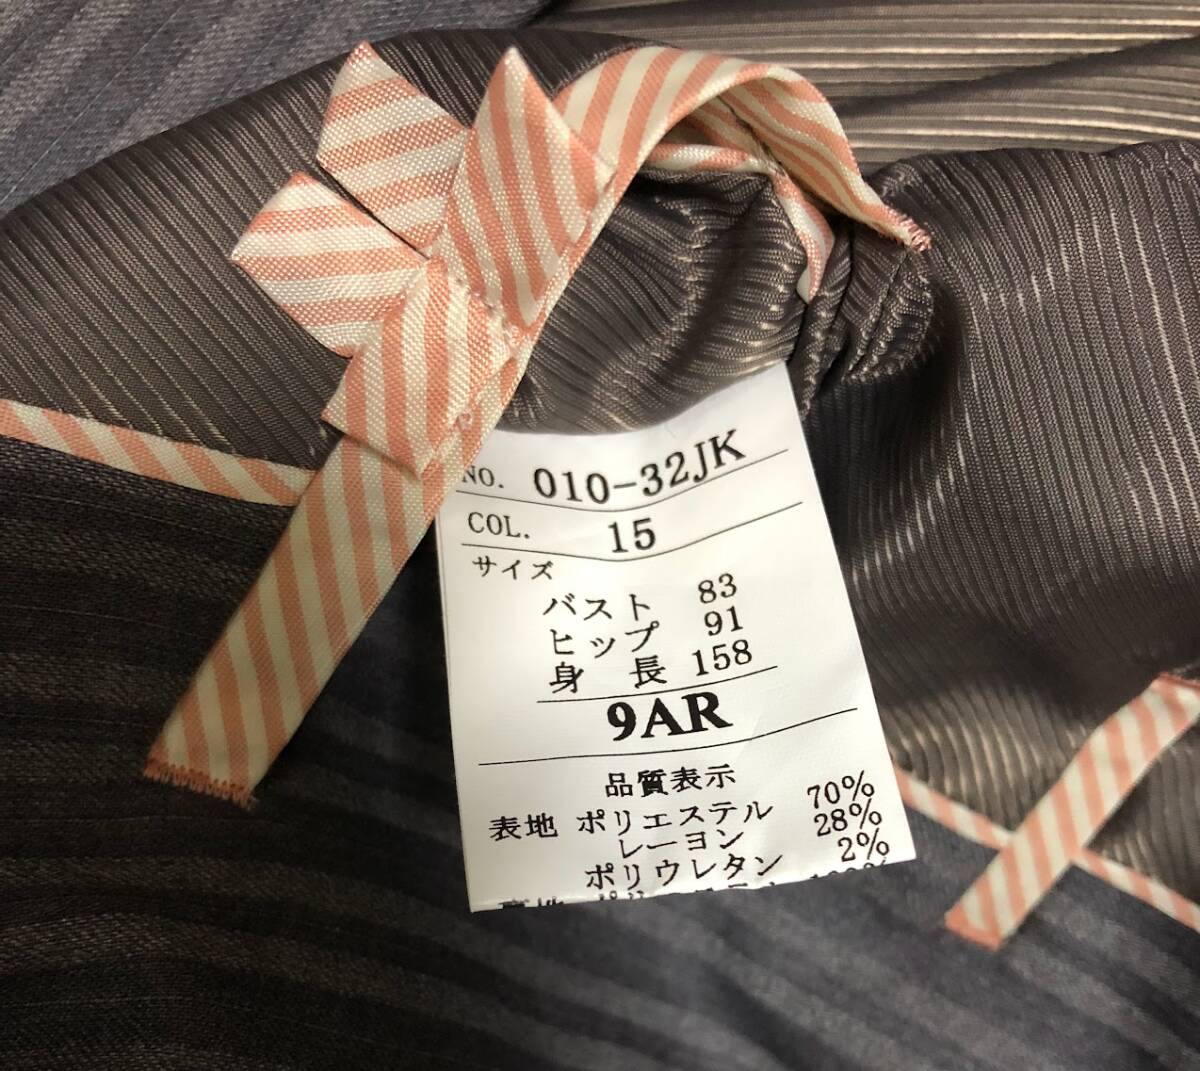 NO. 010-32JK
COL. 15
サイズ
バスト 83
ヒップ 91
身長 158
9AR
品質表示
表地 ポリエステル 70%
レーヨン 28%
ポリウレタン 2%